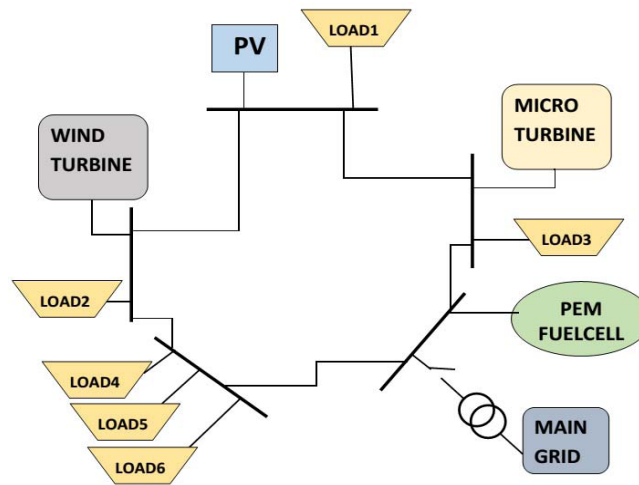 PV
LOAD1
WIND
TURBINE
MICRO
TURBINE
LOAD3
LOAD2
PEM
FUELCELL
LOAD4
LOAD5
LOAD6
MAIN
GRID